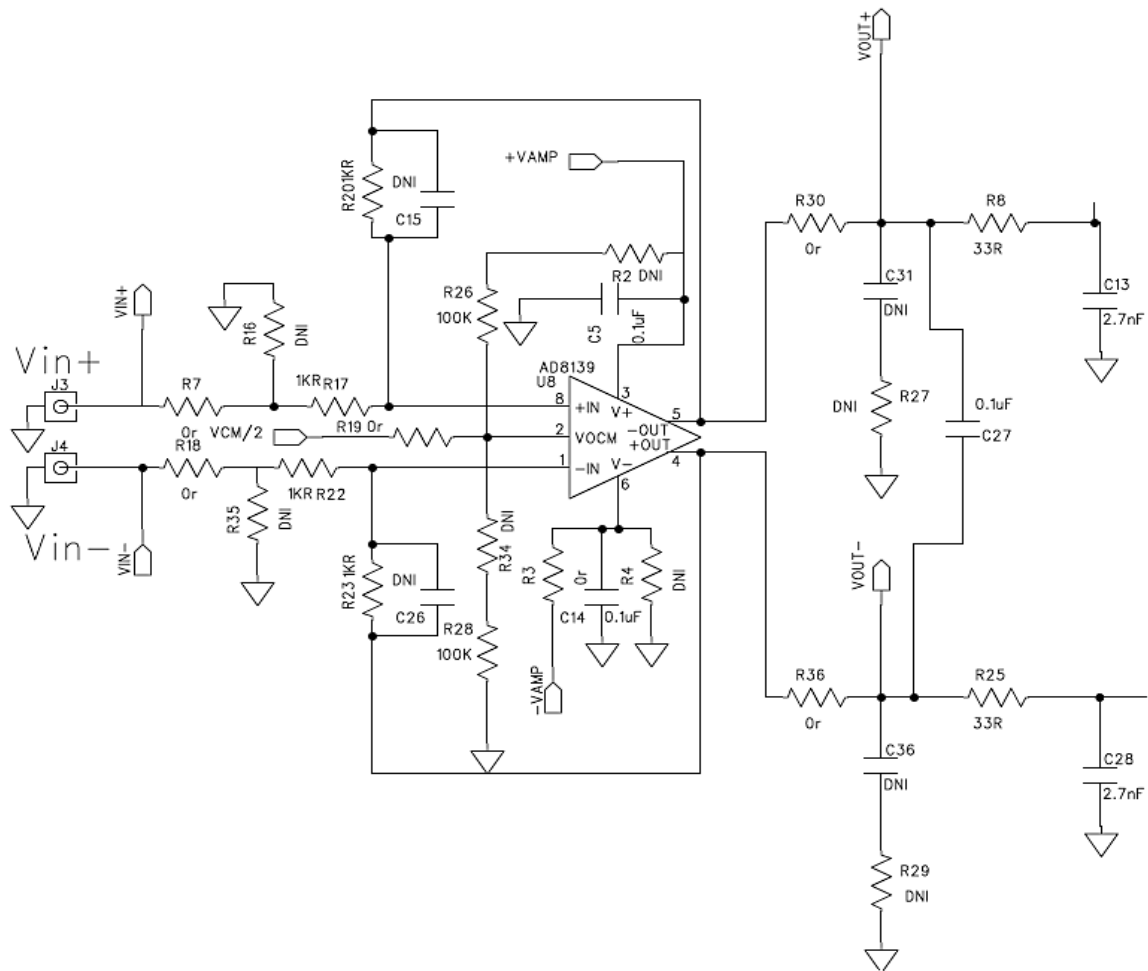 VOUT+
+VAMP
R201KR
DNI
C15
R30
0r
R8
33R
R2
DNI
C31
DNI
C13
2.7nF
VIN+
R26
100K
C5
0.1uF
R16
DNI
Vin+
J3
AD8139
U8
R7
0r
1KR
R17
8
+IN
3
V+
5
-OUT
DNI
R27
0.1uF
C27
VCM/2
R19
0r
2
VOCM
+OUT
4
J4
R18
0r
1KR
R22
1
-IN
V-
6
R35
DNI
Vin-
VIN-
DNI
R34
R23
1KR
DNI
C26
R3
0r
C14
0.1uF
R4
DNI
VOUT-
R28
100K
-VAMP
R36
0r
R25
33R
C36
DNI
C28
2.7nF
R29
DNI